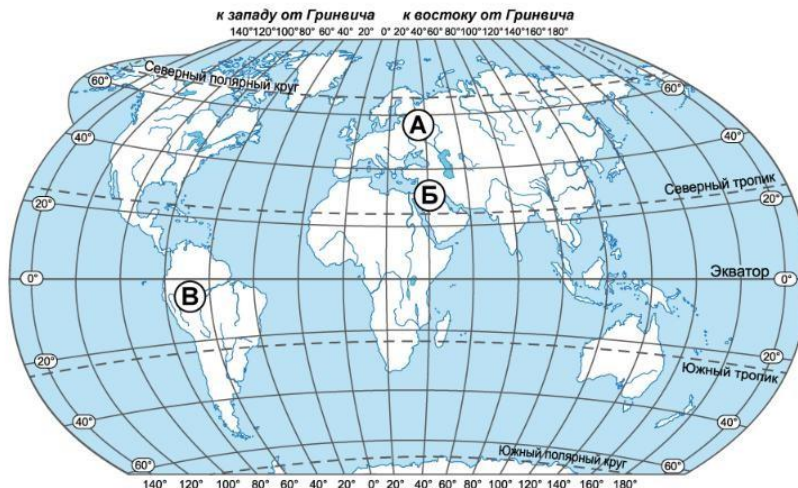 к западу от Гринвича к востоку от Гринвича
140° 120° 100° 80° 60° 40° 20° 0° 20° 40° 60° 80° 100° 120° 140° 160° 180°
Северный полярный круг
60° 60°
А
40° 40°
Северный тропик
Б
20° 20°
Экватор
0° 0°
В
20° 20°
Южный тропик
40° 40°
Южный полярный круг
60° 60°
140° 120° 100° 80° 60° 40° 20° 0° 20° 40° 60° 80° 100° 120° 140° 160° 180°